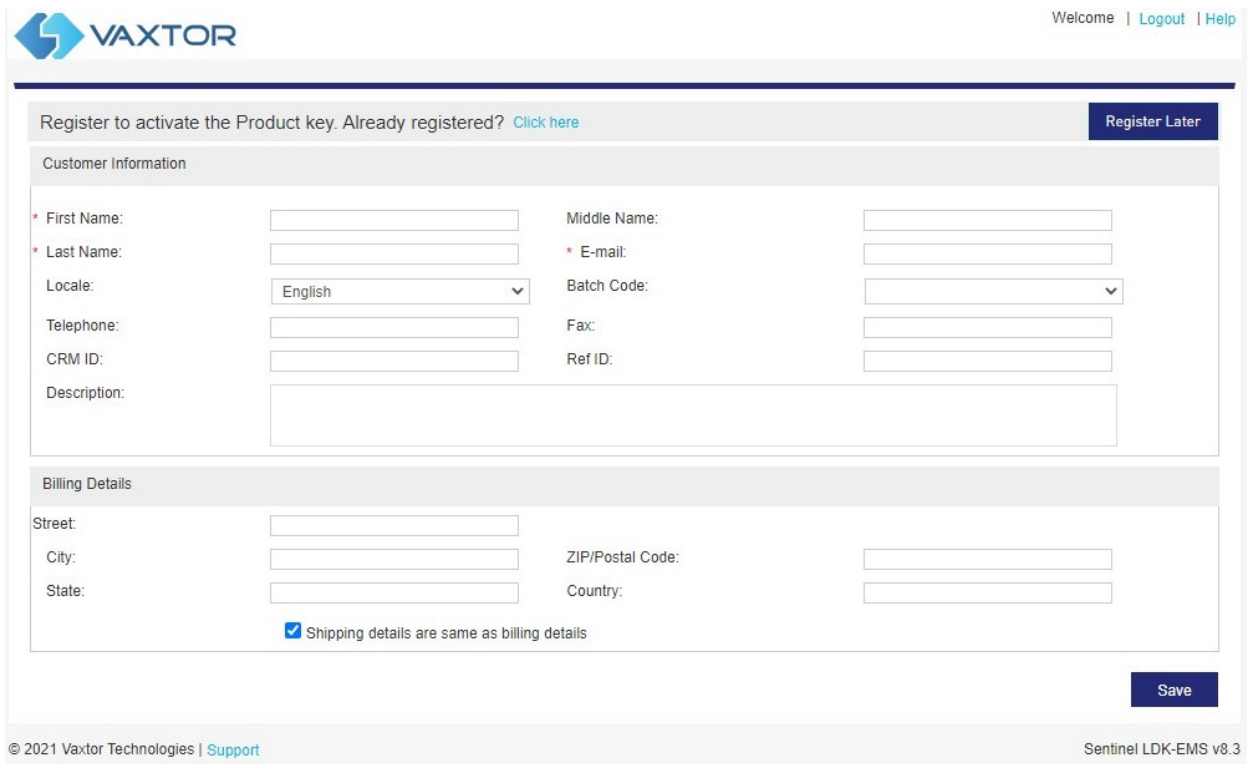 VAXTOR
Welcome | Logout | Help
Register to activate the Product key. Already registered? Click here
Register Later
Customer Information
* First Name:
Middle Name:
* Last Name:
* E-mail:
Locale:
English
Batch Code:
Telephone:
Fax:
CRM ID:
Ref ID:
Description:
Billing Details
Street:
City:
ZIP/Postal Code:
State:
Country:
Shipping details are same as billing details
Save
© 2021 Vaxtor Technologies | Support
Sentinel LDK-EMS v8.3